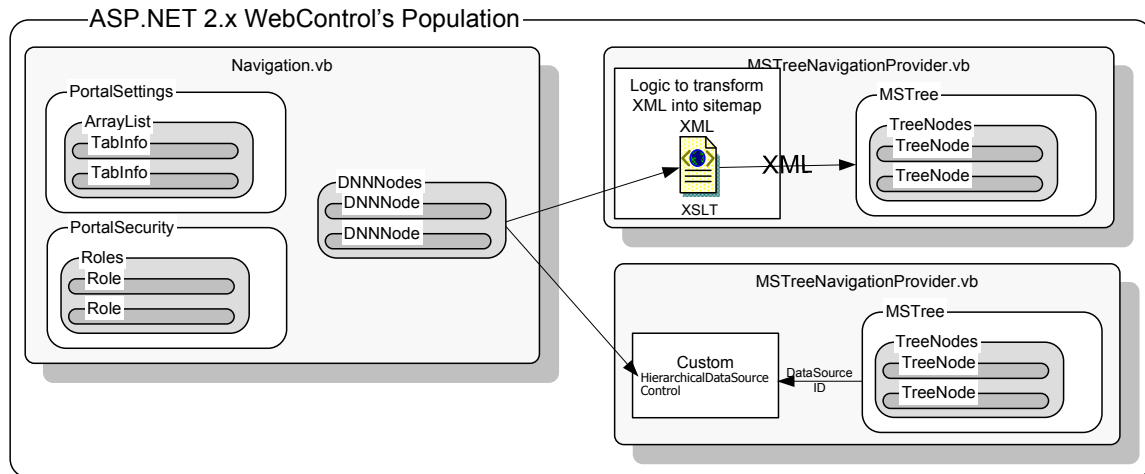 ASP.NET 2.x WebControl's Population
Navigation.vb
PortalSettings
ArrayList
TabInfo
TabInfo
PortalSecurity
Roles
Role
Role
DNNNodes
DNNNode
DNNNode
MSTreeNavigationProvider.vb
Logic to transform
XML into sitemap
XML
XSLT
XML
MSTree
TreeNodes
TreeNode
TreeNode
MSTreeNavigationProvider.vb
Custom
HierarchicalDataSource
Control
DataSource
ID
MSTree
TreeNodes
TreeNode
TreeNode